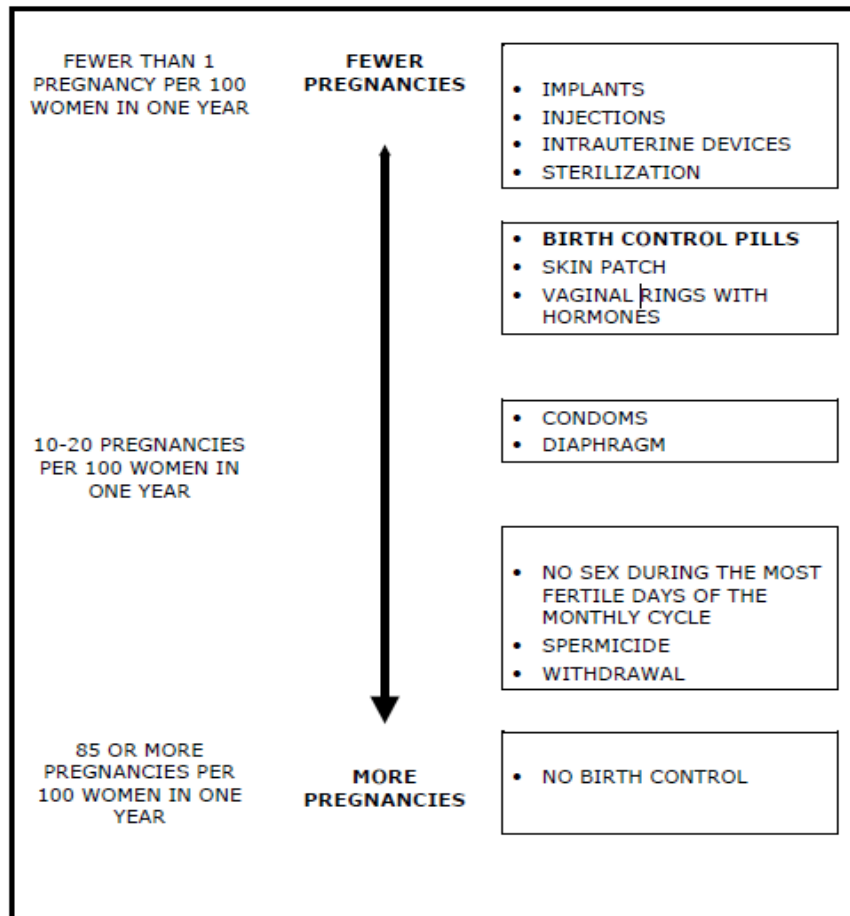 FEWER THAN 1
PREGNANCY PER 100
WOMEN IN ONE YEAR
FEWER
PREGNANCIES
• IMPLANTS
• INJECTIONS
• INTRAUTERINE DEVICES
• STERILIZATION
• BIRTH CONTROL PILLS
• SKIN PATCH
• VAGINAL RINGS WITH
HORMONES
10-20 PREGNANCIES
PER 100 WOMEN IN
ONE YEAR
• CONDOMS
• DIAPHRAGM
• NO SEX DURING THE MOST
FERTILE DAYS OF THE
MONTHLY CYCLE
• SPERMICIDE
• WITHDRAWAL
85 OR MORE
PREGNANCIES PER
100 WOMEN IN ONE
YEAR
MORE
PREGNANCIES
• NO BIRTH CONTROL